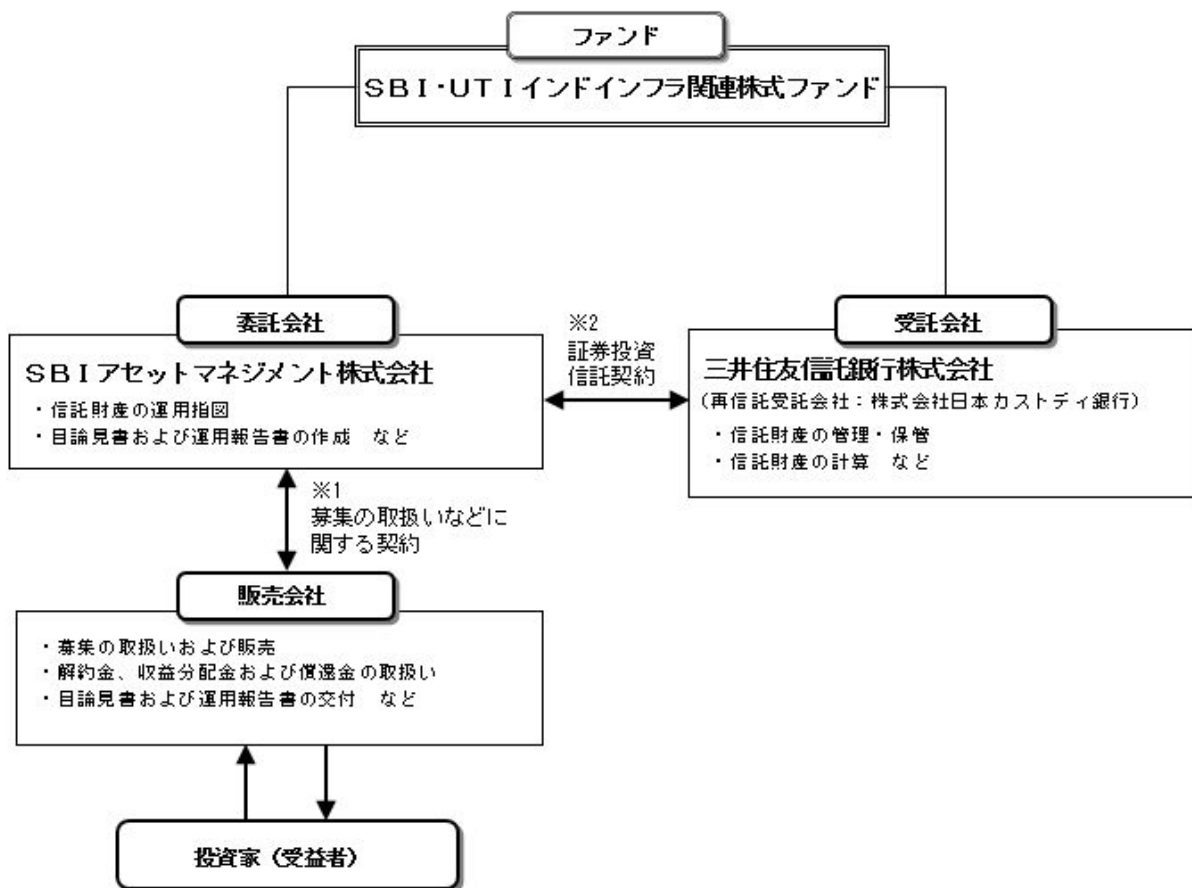 ファンド
ＳＢＩ・ＵＴＩインドインフラ関連株式ファンド
委託会社
ＳＢＩアセットマネジメント株式会社
・信託財産の運用指図
・目論見書および運用報告書の作成　など
※2
証券投資
信託契約
受託会社
三井住友信託銀行株式会社
（再信託受託会社：株式会社日本カストディ銀行）
・信託財産の管理・保管
・信託財産の計算　など
※1
募集の取扱いなどに
関する契約
販売会社
・募集の取扱いおよび販売
・解約金、収益分配金および償還金の取扱い
・目論見書および運用報告書の交付　など
投資家（受益者）